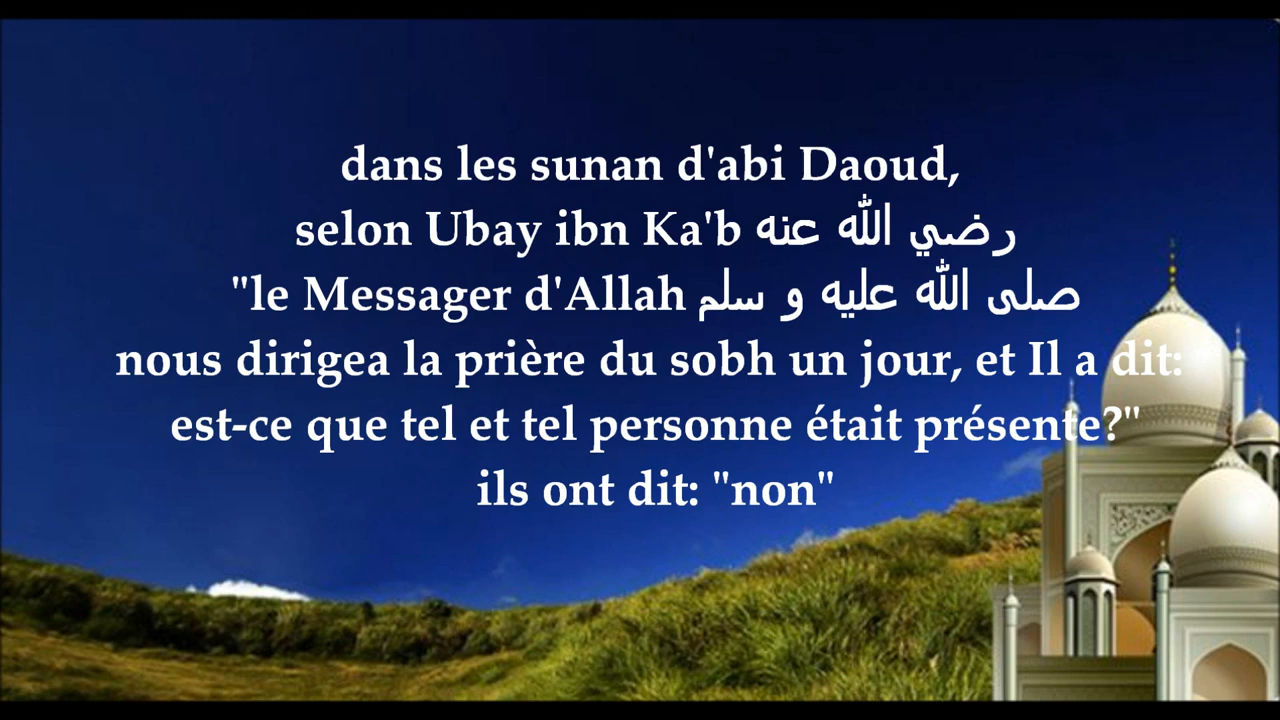 dans les sunan d'abi Daoud,
selon Ubay ibn Ka'b رضي الله عنه
"le Messager d'Allah صلى الله عليه و سلم
nous dirigea la prière du sobh un jour, et Il a dit:
est-ce que tel et tel personne était présente?"
ils ont dit: "non"